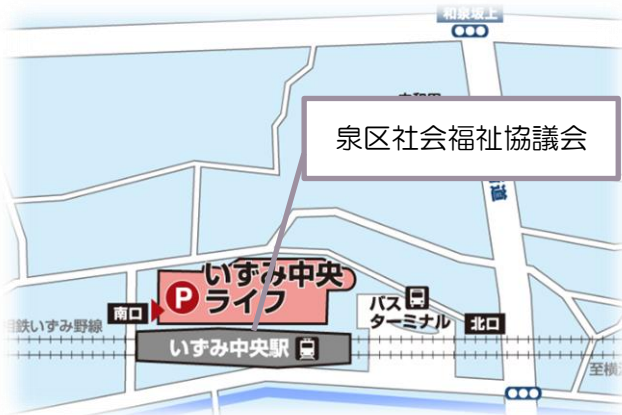 和泉坂上
泉区社会福祉協議会
いずみ中央
P ライフ
南口
バス
ターミナル
北口
相鉄いずみ野線
いずみ中央駅
至横